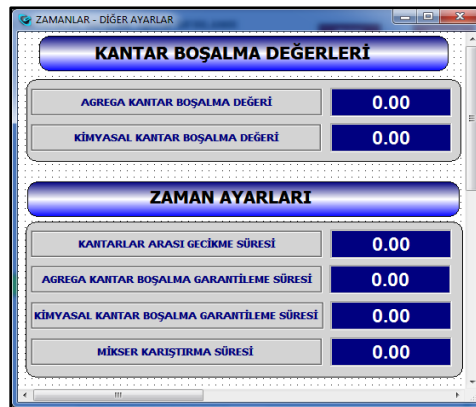 ZAMANLAR - DİĞER AYARLAR
KANTAR BOŞALMA DEĞERLERİ
AGREGA KANTAR BOŞALMA DEĞERİ 0.00
KİMYASAL KANTAR BOŞALMA DEĞERİ 0.00
ZAMAN AYARLARI
KANTARLAR ARASI GECİKME SÜRESİ 0.00
AGREGA KANTAR BOŞALMA GARANTİLEME SÜRESİ 0.00
KİMYASAL KANTAR BOŞALMA GARANTİLEME SÜRESİ 0.00
MİKSER KARIŞTIRMA SÜRESİ 0.00